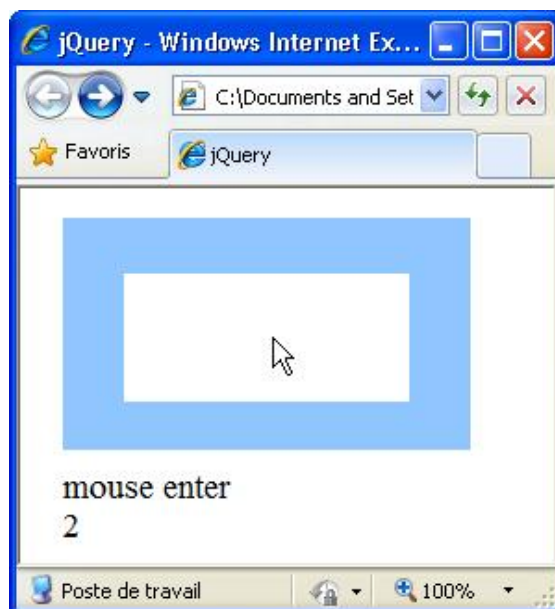 jQuery - Windows Internet Ex...
C:\Documents and Set
Favoris
jQuery
mouse enter
2
Poste de travail
100%